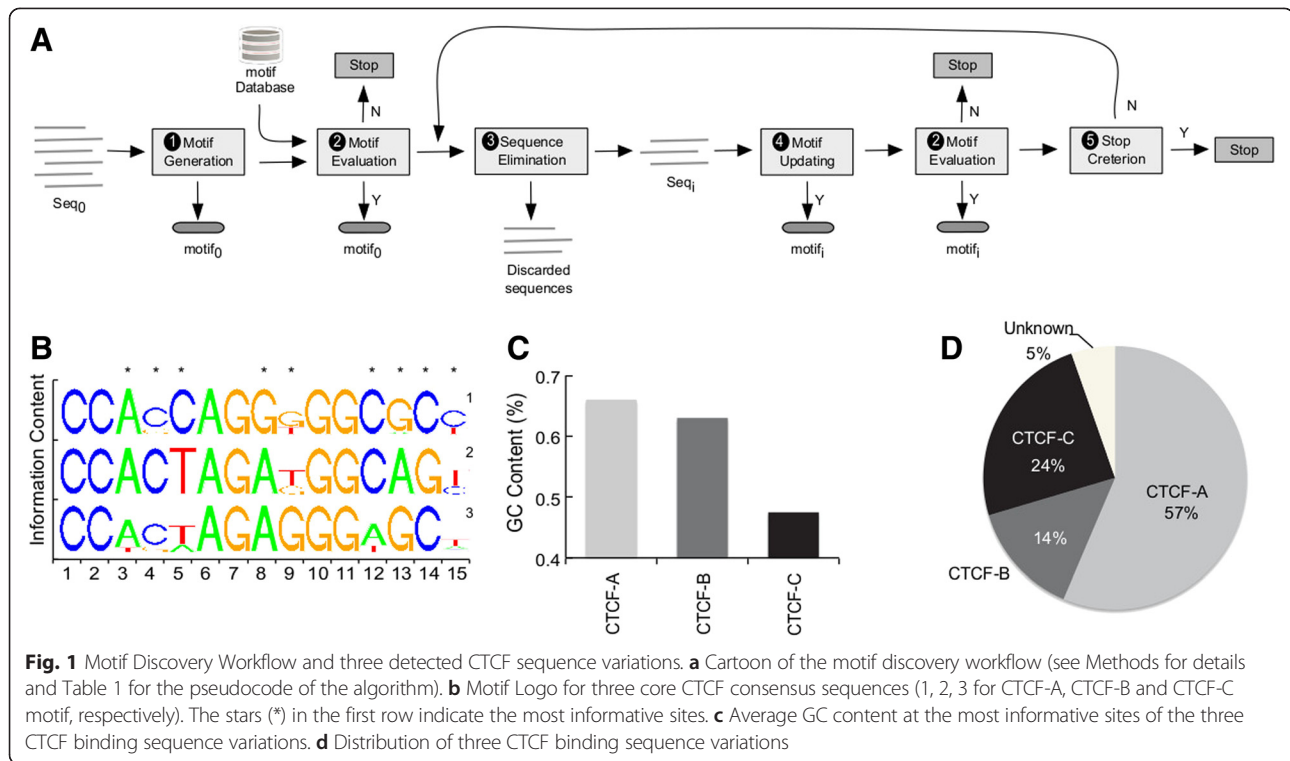 A
motif
Database
Stop
Stop
N
N
N
Y
Seq0
1 Motif
Generation
2 Motif
Evaluation
3 Sequence
Elimination
Seqi
4 Motif
Updating
2 Motif
Evaluation
5 Stop
Creterion
Stop
Y
Y
Y
motif0
motif0
Discarded
sequences
motifi
motifi
B
* * * * * * * * *
Information Content
CCACCAGGGGGCGCC 1
CCACTAGATGGCAGT 2
CCACTAGAGGGAGCT 3
1 2 3 4 5 6 7 8 9 10 11 12 13 14 15
C
GC Content (%)
0.7
0.6
0.5
0.4
CTCF-A
CTCF-B
CTCF-C
D
Unknown
5%
CTCF-C
24%
CTCF-A
57%
14%
CTCF-B
Fig. 1 Motif Discovery Workflow and three detected CTCF sequence variations. a Cartoon of the motif discovery workflow (see Methods for details
and Table 1 for the pseudocode of the algorithm). b Motif Logo for three core CTCF consensus sequences (1, 2, 3 for CTCF-A, CTCF-B and CTCF-C
motif, respectively). The stars (*) in the first row indicate the most informative sites. c Average GC content at the most informative sites of the three
CTCF binding sequence variations. d Distribution of three CTCF binding sequence variations